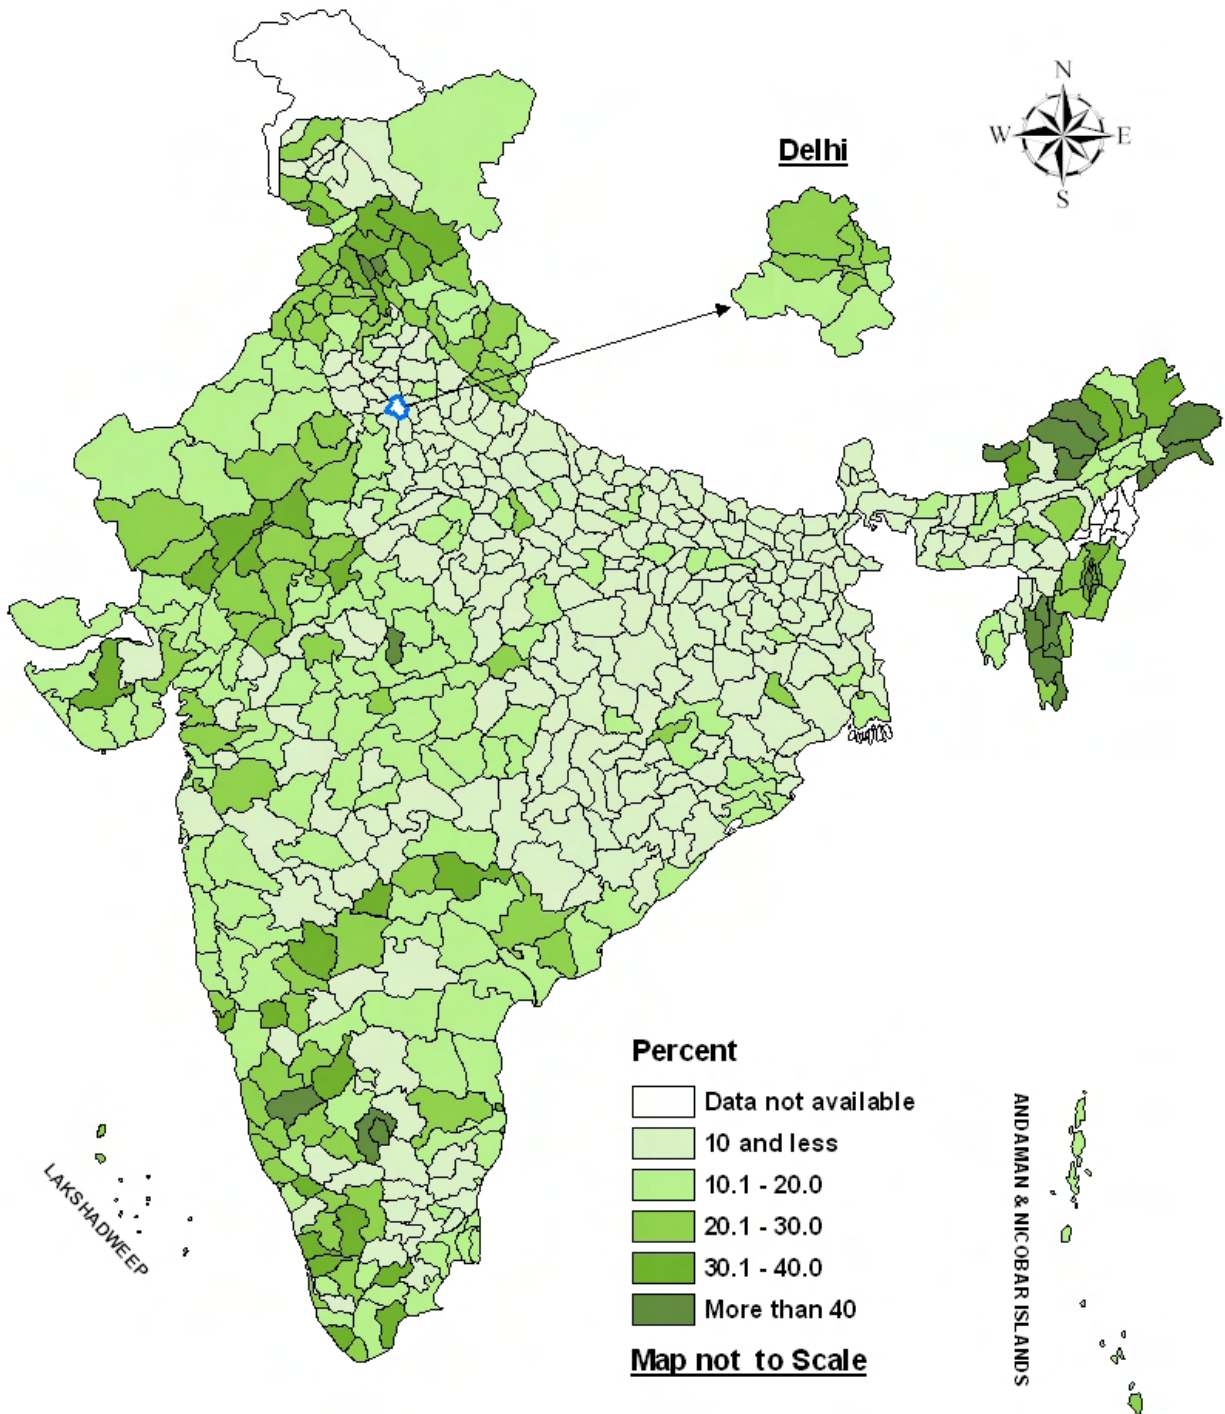 N
W E
S
Delhi
Percent
Data not available
10 and less
10.1 - 20.0
20.1 - 30.0
30.1 - 40.0
More than 40
Map not to Scale
LAKSHADWEEP
ANDAMAN & NICOBAR ISLANDS